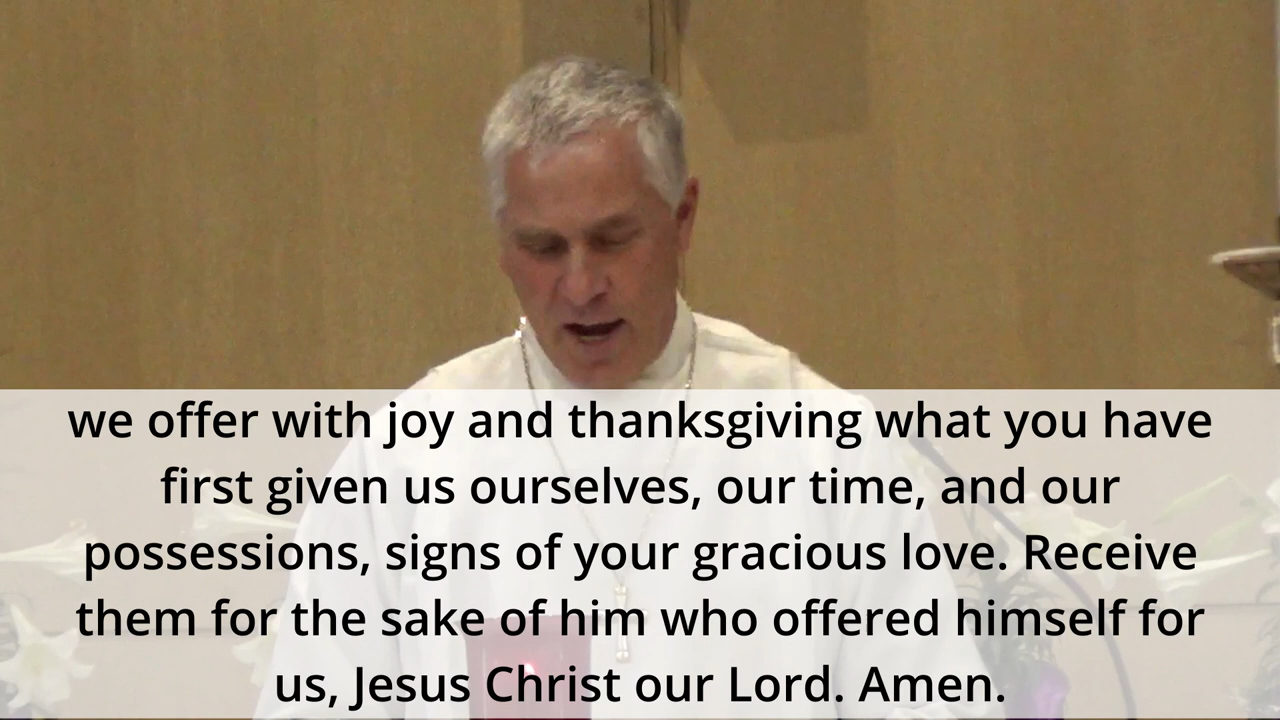 we offer with joy and thanksgiving what you have
first given us ourselves, our time, and our
possessions, signs of your gracious love. Receive
them for the sake of him who offered himself for
us, Jesus Christ our Lord. Amen.